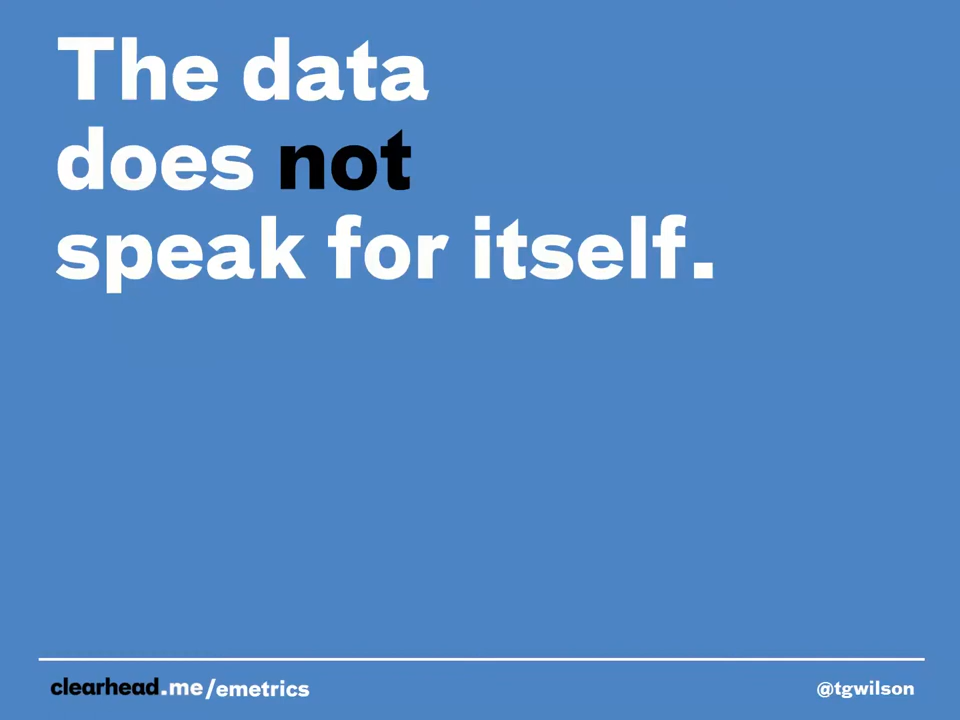 The data
does not
speak for itself.
clearhead.me/emetrics
@tgwilson